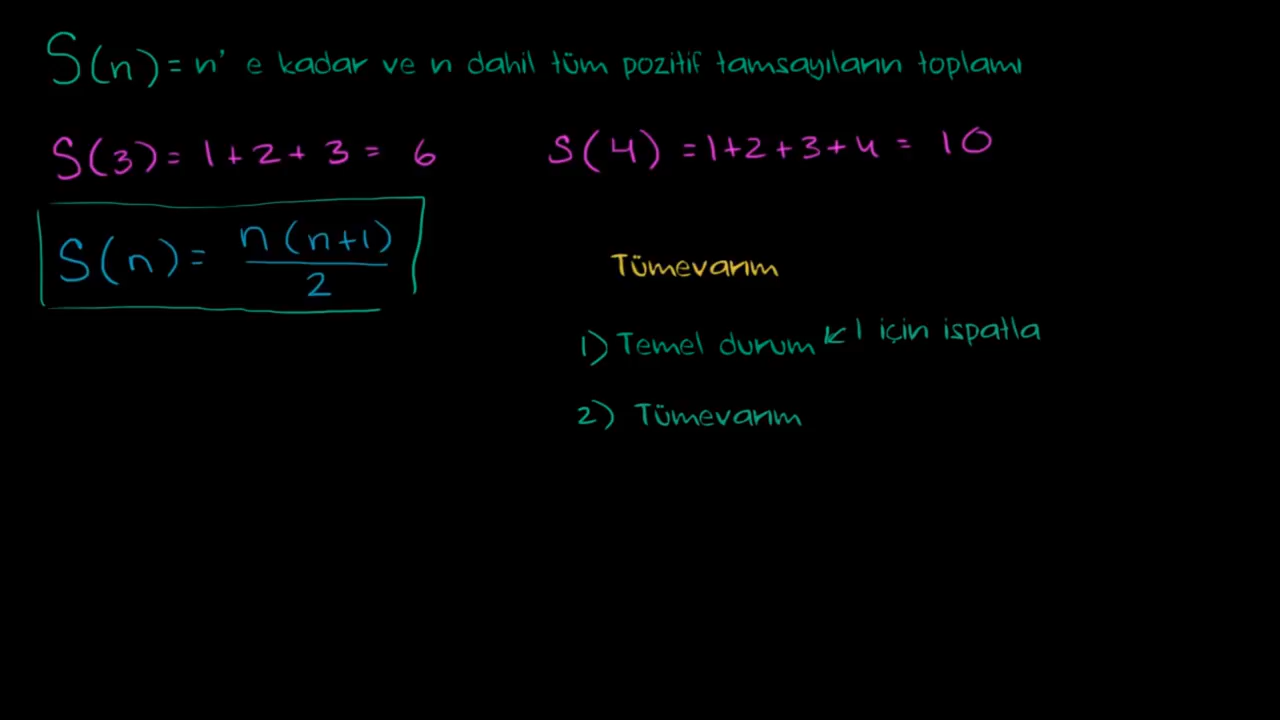 S(n) = n' e kadar ve n dahil tüm pozitif tamsayıların toplamı
S(3) = 1 + 2 + 3 = 6
S(4) = 1+2+3+4 = 10
S(n) = n(n+1)/2
Tümevarım
1) Temel durum ↙ 1 için ispatla
2) Tümevarım